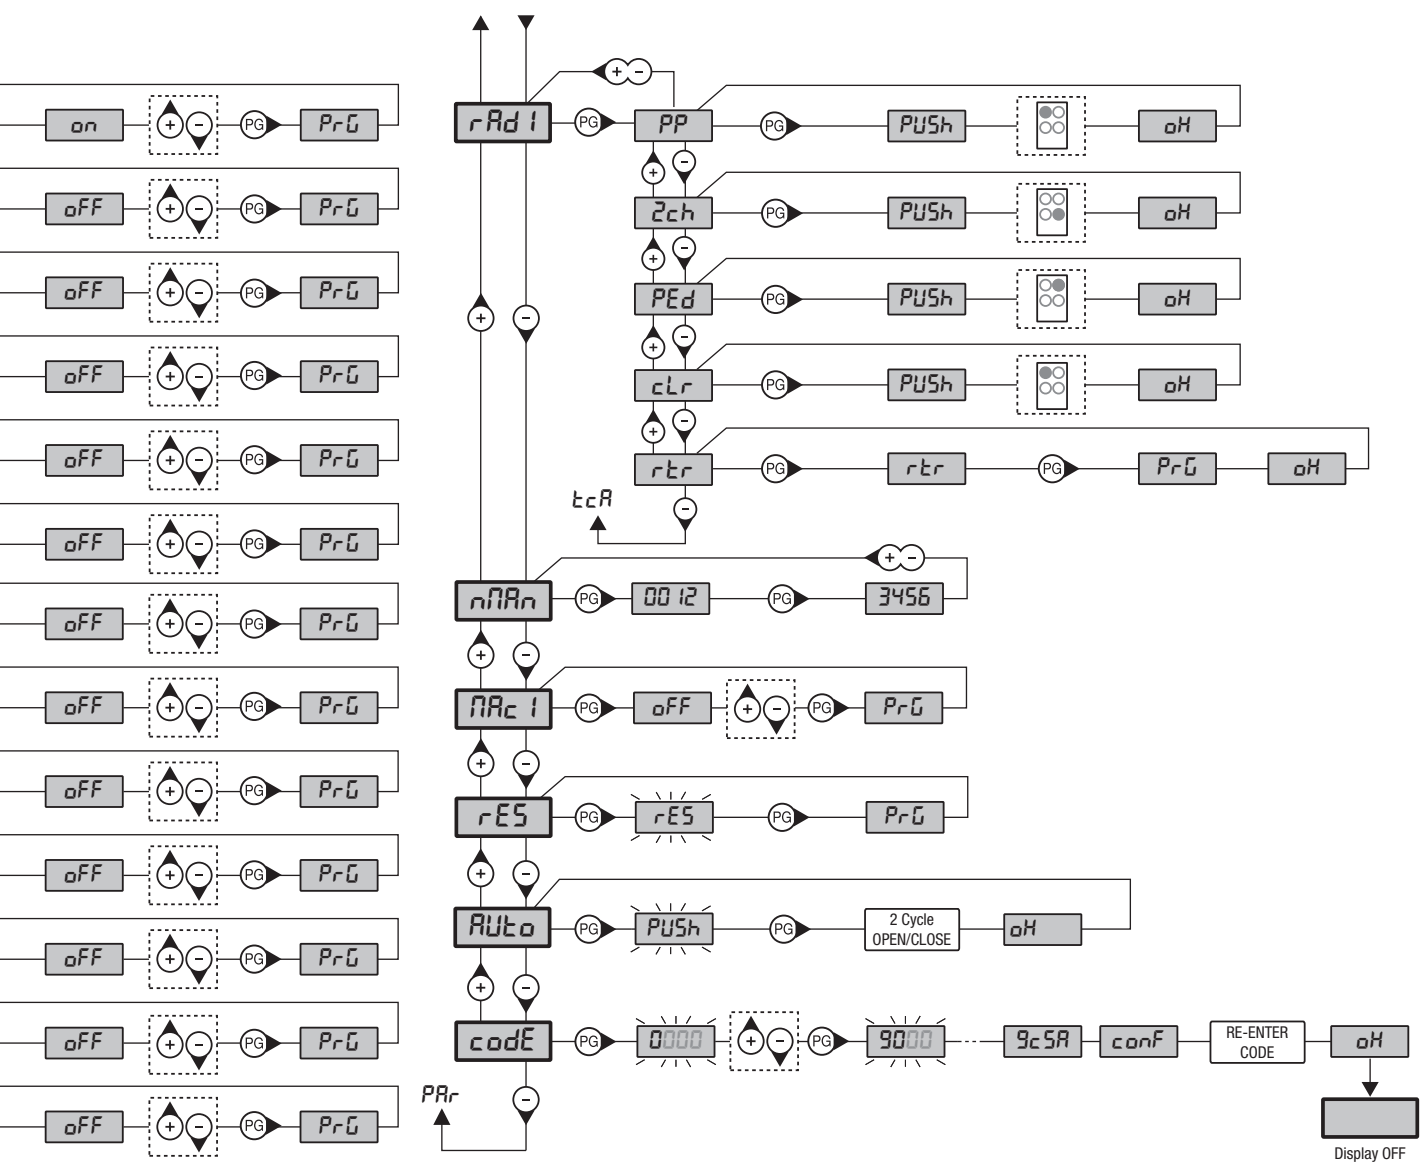 on + - PG PrG
oFF + - PG PrG
oFF + - PG PrG
oFF + - PG PrG
oFF + - PG PrG
oFF + - PG PrG
oFF + - PG PrG
oFF + - PG PrG
oFF + - PG PrG
oFF + - PG PrG
oFF + - PG PrG
oFF + - PG PrG
oFF + - PG PrG
+ -
rAd1 PG PP PG PUSh oH
+ -
2ch PG PUSh oH
+ -
PEd PG PUSh oH
+ -
+ -
cLr PG PUSh oH
+ -
rtr PG rtr PG PrG oH
tcA -
+ -
nMAn PG 0012 PG 3456
+ -
MAc1 PG oFF + - PG PrG
+ -
rES PG rES PG PrG
+ -
AUto PG PUSh PG 2 Cycle
OPEN/CLOSE oH
+ -
codE PG 0000 + - PG 9000 9c5A conF RE-ENTER
CODE oH
PAr -
Display OFF